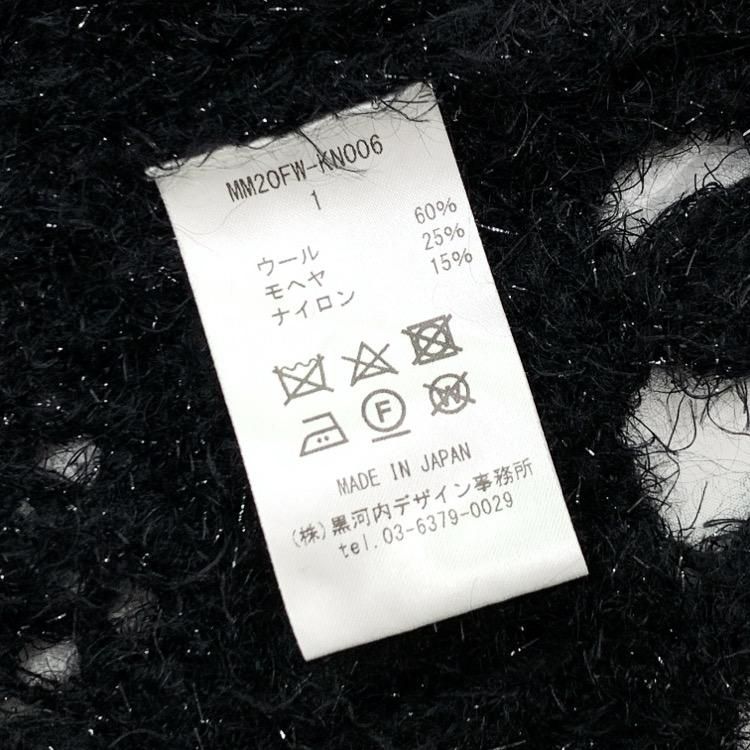 MM20FW-KN006
1
ウール 60%
モヘヤ 25%
ナイロン 15%
F
W
MADE IN JAPAN
(株)黒河内デザイン事務所
tel.03-6379-0029